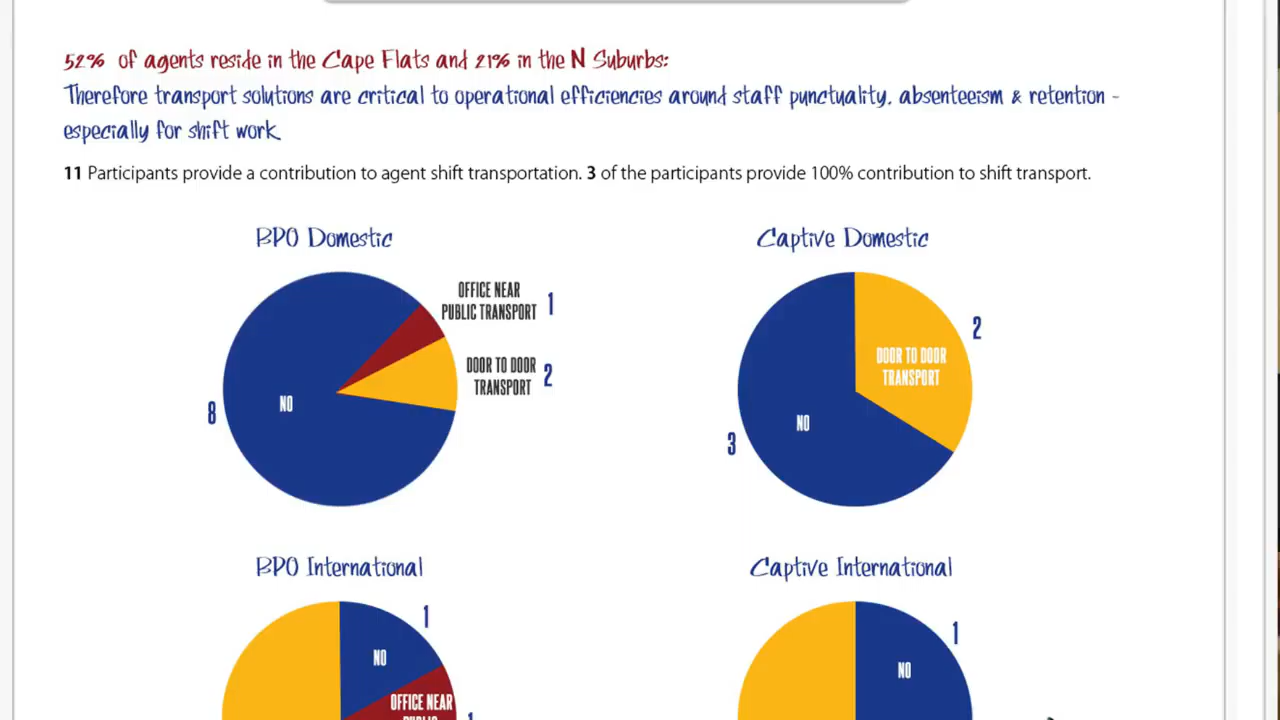 52% of agents reside in the Cape Flats and 21% in the N Suburbs:
Therefore transport solutions are critical to operational efficiencies around staff punctuality, absenteeism & retention -
especially for shift work
11 Participants provide a contribution to agent shift transportation. 3 of the participants provide 100% contribution to shift transport.
BPO Domestic
OFFICE NEAR
PUBLIC TRANSPORT
1
DOOR TO DOOR
TRANSPORT
2
NO
8
Captive Domestic
2
DOOR TO DOOR
TRANSPORT
NO
3
BPO International
1
NO
OFFICE NEAR
PUBLIC
1
Captive International
1
NO